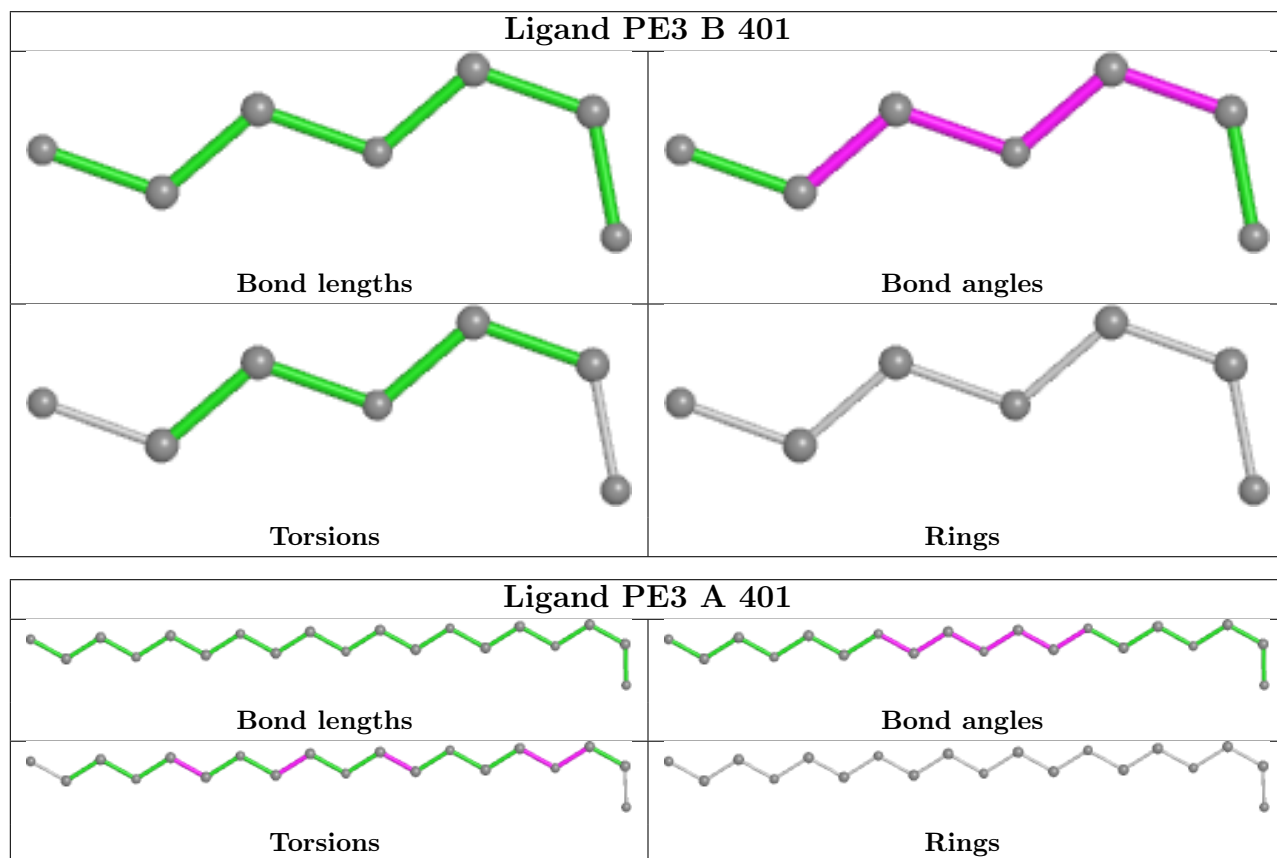 Ligand PE3 B 401
Bond lengths
Bond angles
Torsions
Rings
Ligand PE3 A 401
Bond lengths
Bond angles
Torsions
Rings